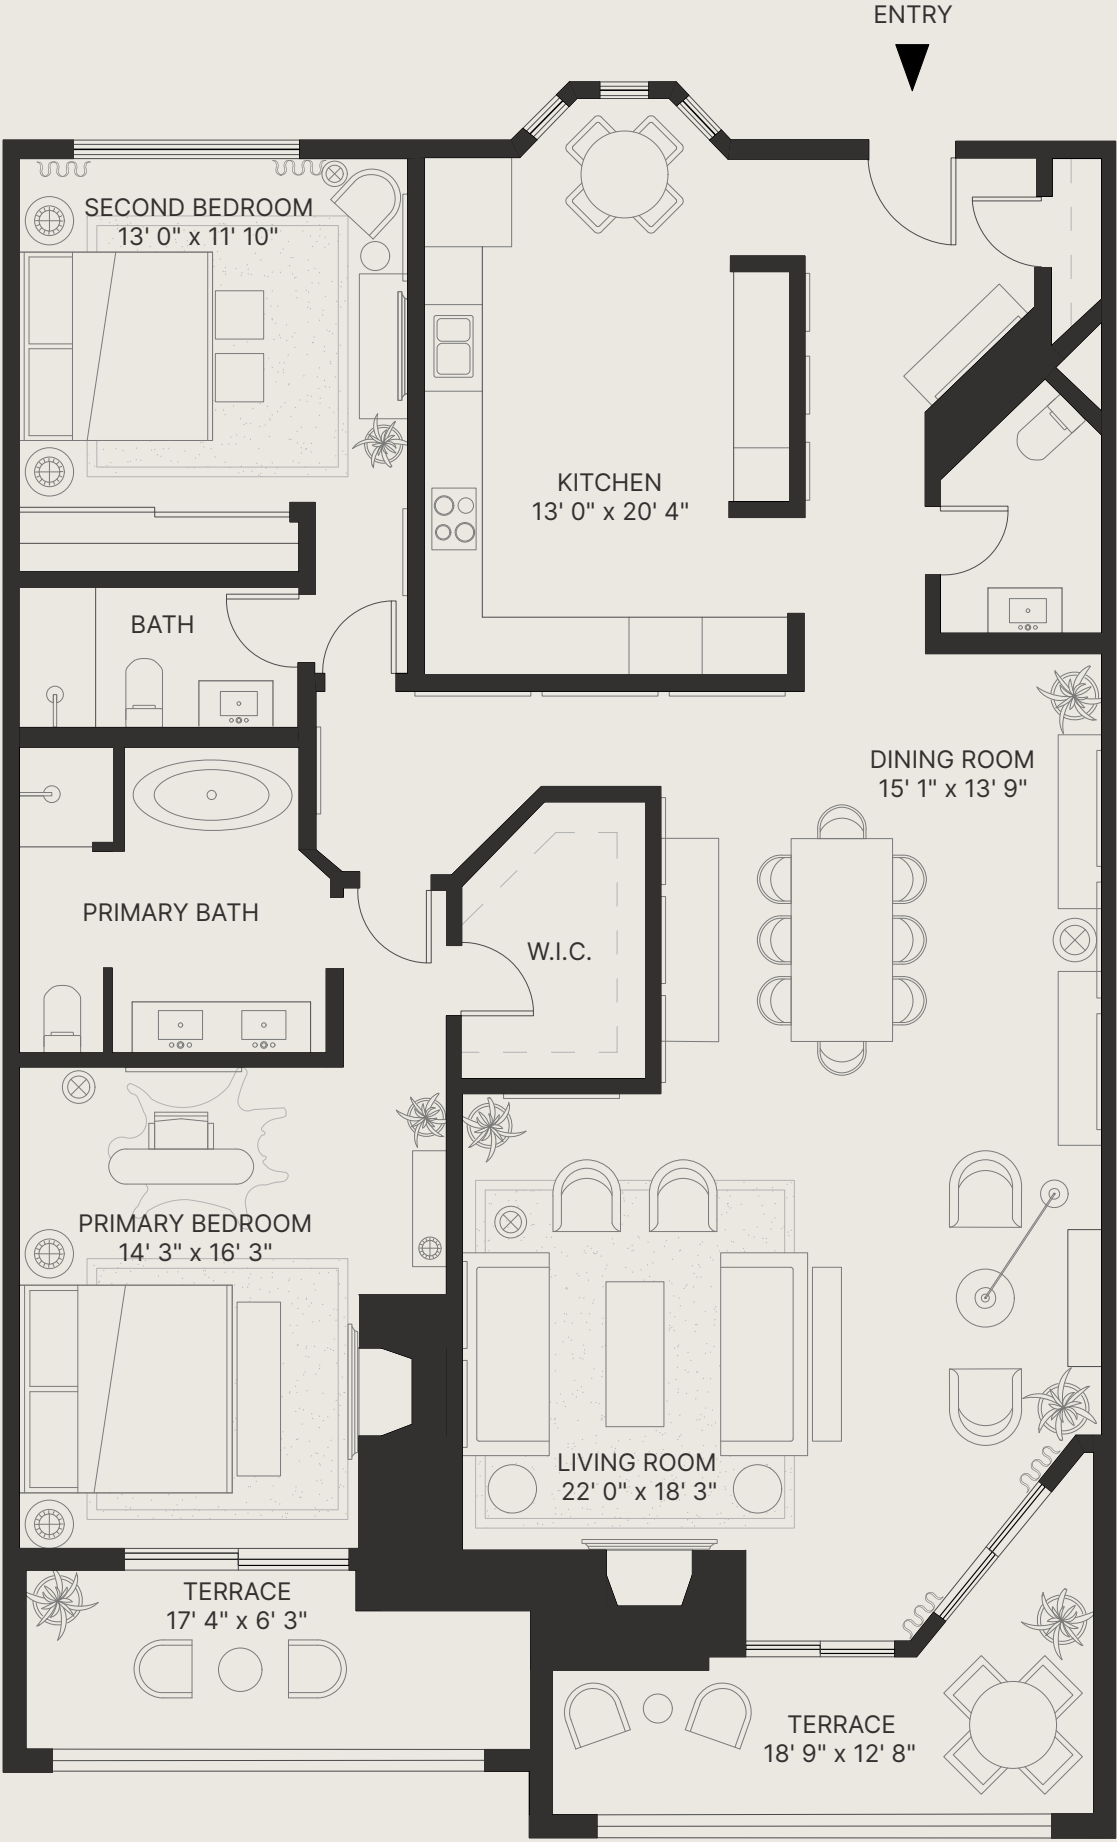 ENTRY
SECOND BEDROOM
13' 0" x 11' 10"
KITCHEN
13' 0" x 20' 4"
BATH
DINING ROOM
15' 1" x 13' 9"
PRIMARY BATH
W.I.C.
PRIMARY BEDROOM
14' 3" x 16' 3"
LIVING ROOM
22' 0" x 18' 3"
TERRACE
17' 4" x 6' 3"
TERRACE
18' 9" x 12' 8"